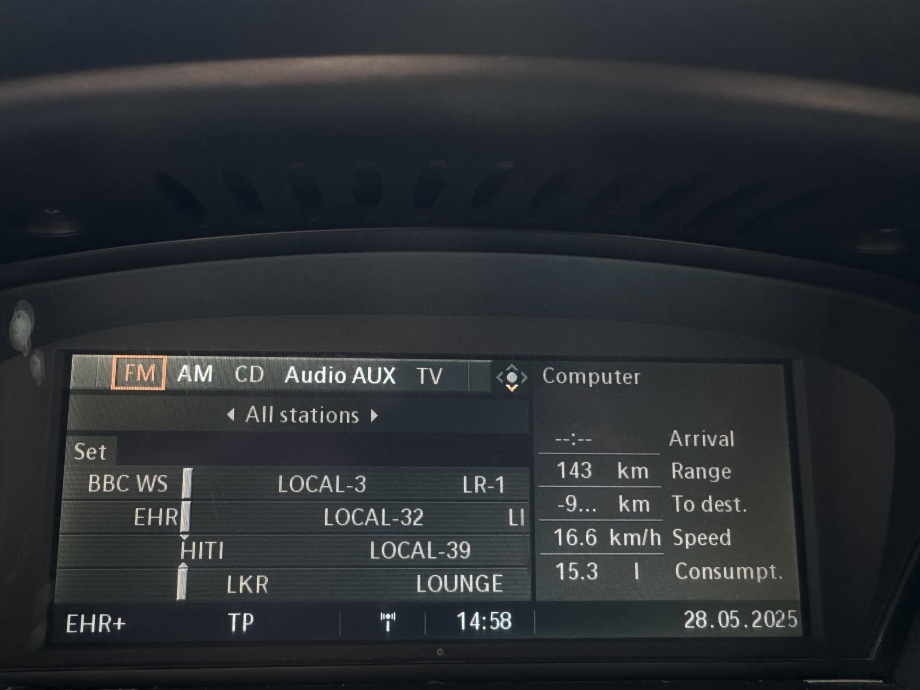 FM AM CD Audio AUX TV
All stations
Set
BBC WS LOCAL-3 LR-1
EHR LOCAL-32 LI
HITI LOCAL-39
LKR LOUNGE
EHR+ TP 14:58
Computer
--:-- Arrival
143 km Range
-9... km To dest.
16.6 km/h Speed
15.3 l Consumpt.
28.05.2025